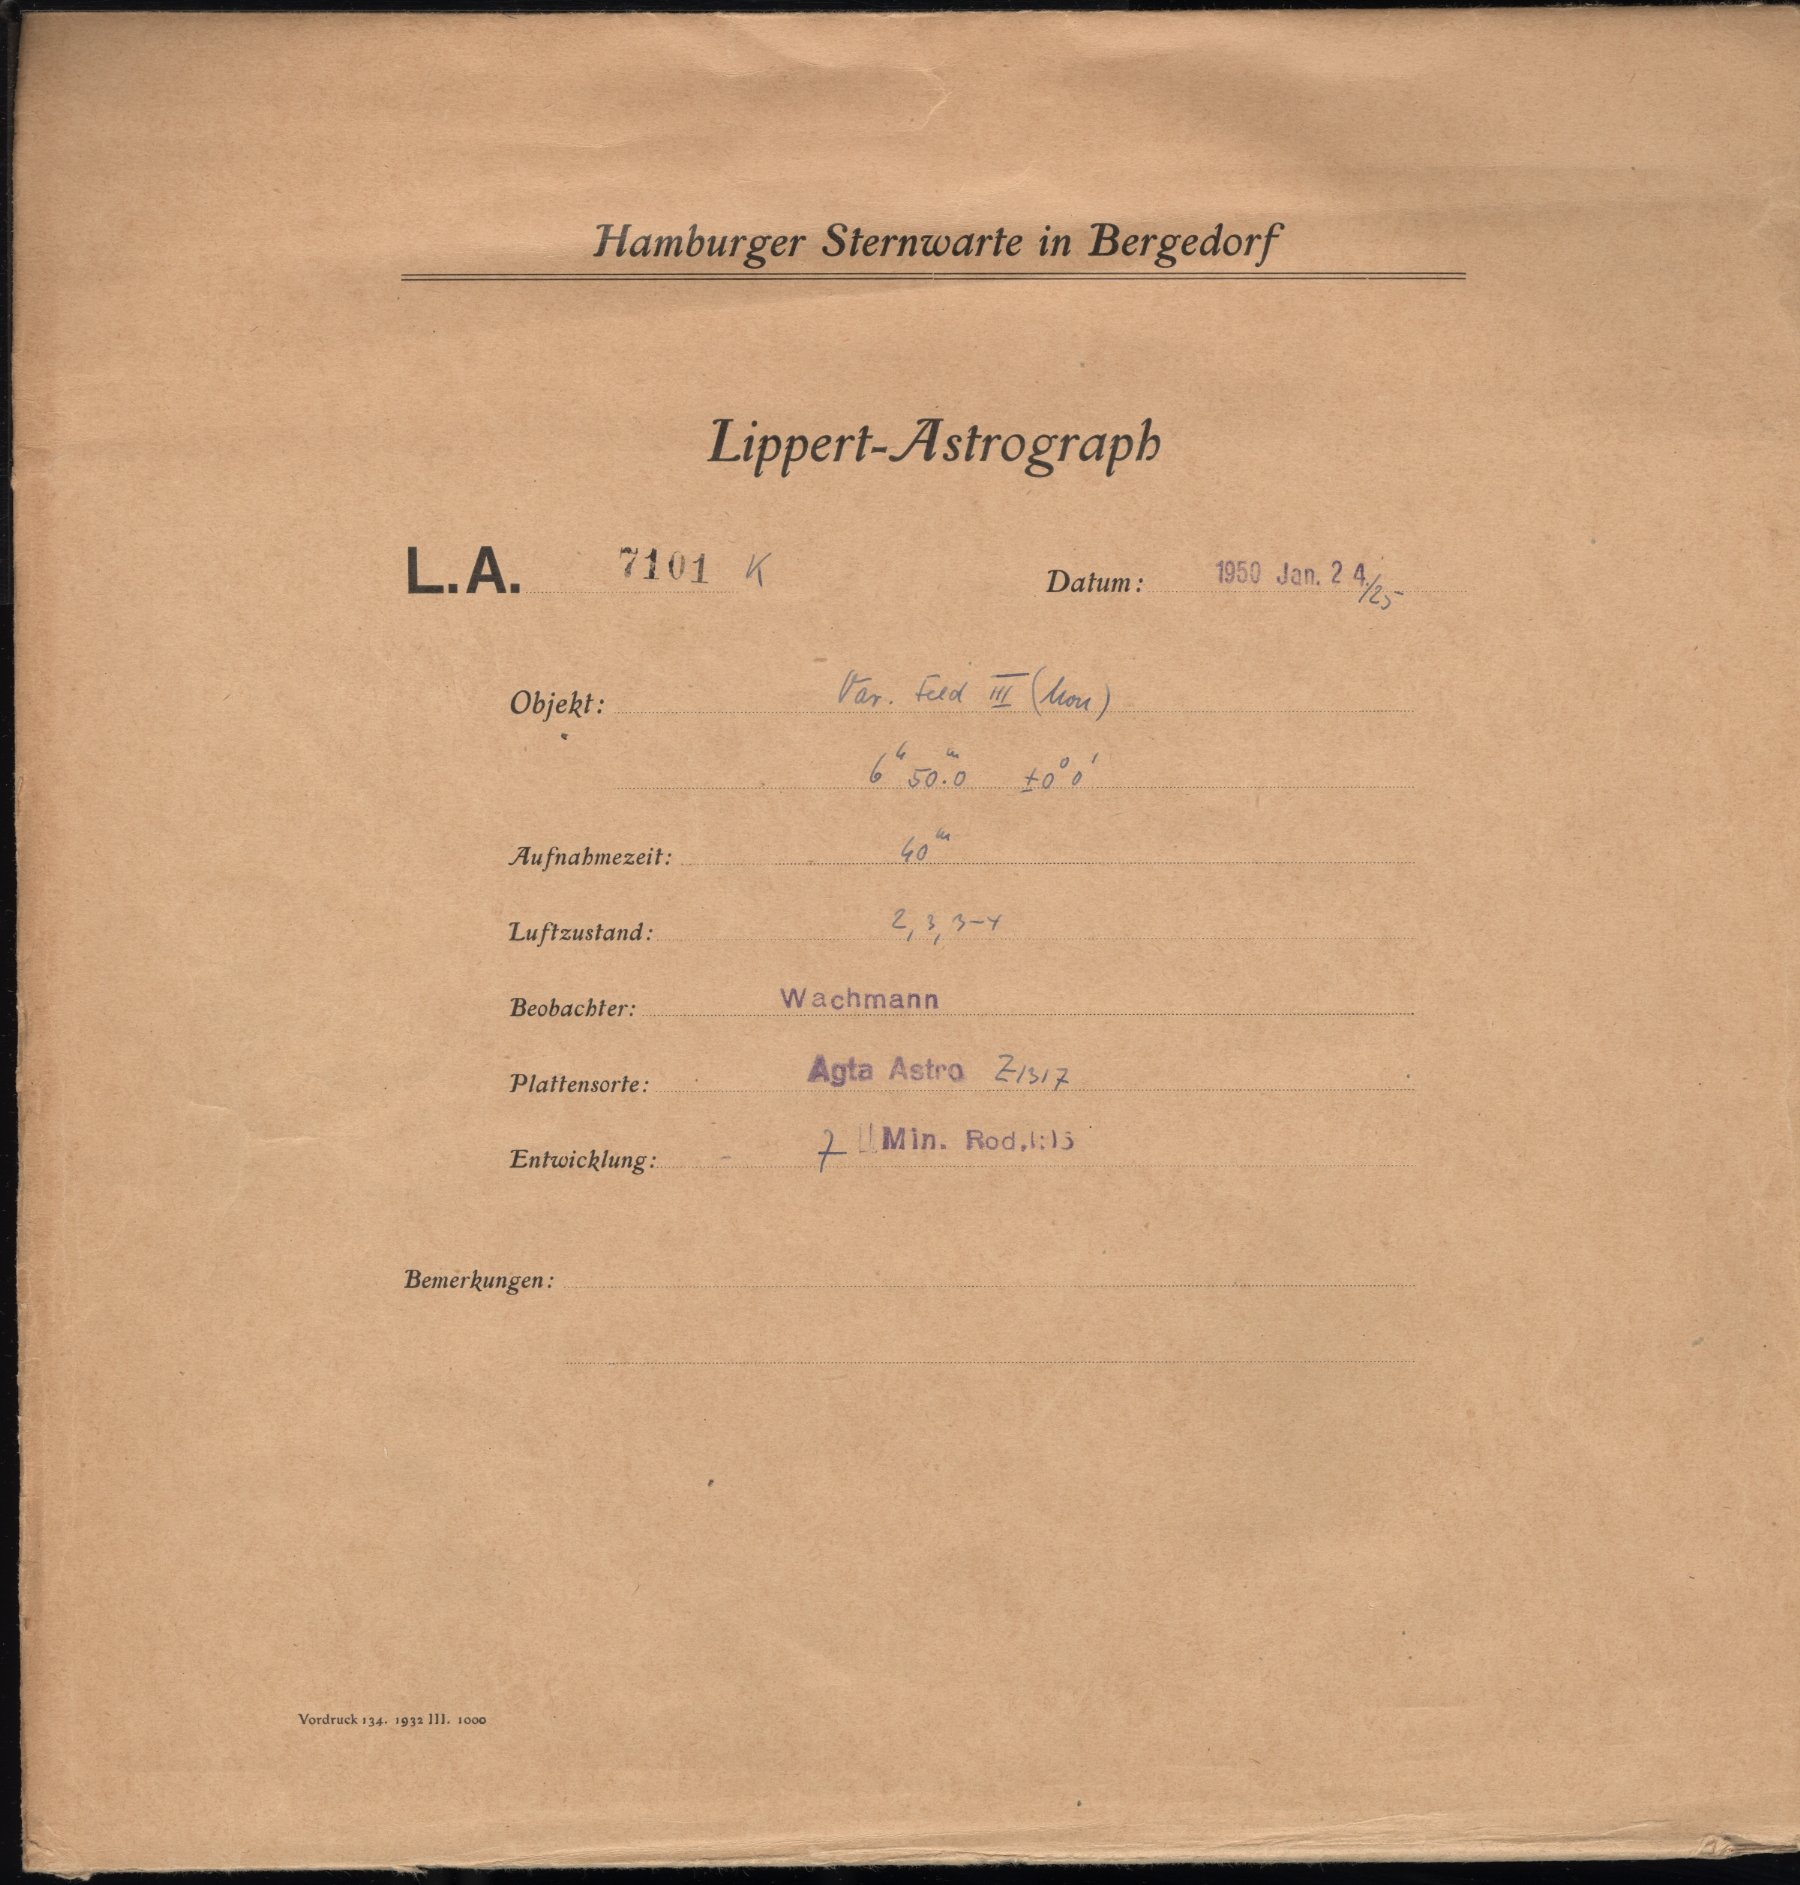 Hamburger Sternwarte in Bergedorf
Lippert-Astrograph
L.A. 7101 K Datum: 1950 Jan. 24./25
Objekt: Var. Feld III (Mon)
6ʰ 50.ᵐ0 ±0° 0'
Aufnahmezeit: 40ᵐ
Luftzustand: 2, 3, 3-4
Beobachter: Wachmann
Plattensorte: Agfa Astro Z1317
Entwicklung: 7 Min. Rod. 1:15
Bemerkungen:
Vordruck 134. 1932 III. 1000